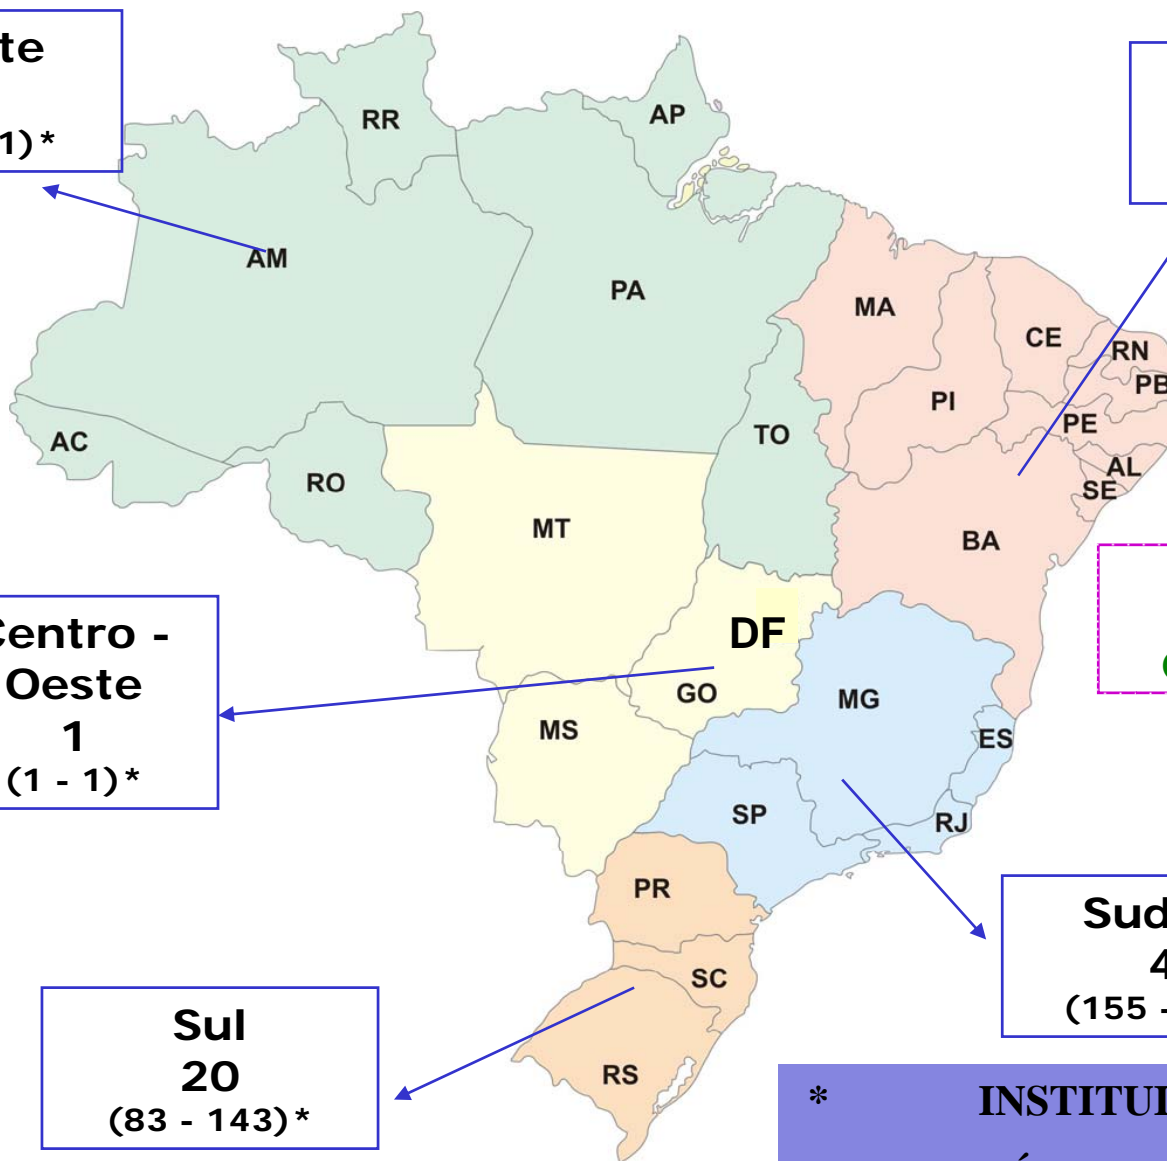 te
1)*
RR
AP
AM
PA
MA
CE
RN
PB
PI
PE
AC
TO
AL
RO
SE
MT
BA
Centro -
Oeste
1
(1 - 1)*
DF
GO
MG
MS
ES
SP
RJ
PR
Sud
4
(155 -
SC
Sul
20
(83 - 143)*
RS
* INSTITUI